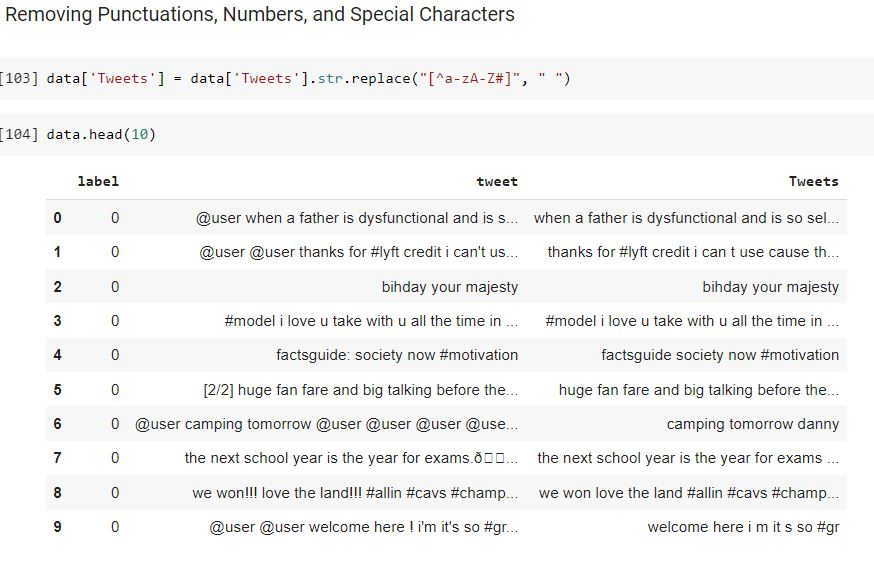 Removing Punctuations, Numbers, and Special Characters
[103] data['Tweets'] = data['Tweets'].str.replace("[^a-zA-Z#]", " ")
[104] data.head(10)
label tweet Tweets
0 0 @user when a father is dysfunctional and is s... when a father is dysfunctional and is so sel...
1 0 @user @user thanks for #lyft credit i can't us... thanks for #lyft credit i can t use cause th...
2 0 bihday your majesty bihday your majesty
3 0 #model i love u take with u all the time in ... #model i love u take with u all the time in ...
4 0 factsguide: society now #motivation factsguide society now #motivation
5 0 [2/2] huge fan fare and big talking before the... huge fan fare and big talking before the...
6 0 @user camping tomorrow @user @user @user @use... camping tomorrow danny
7 0 the next school year is the year for exams.ð□□... the next school year is the year for exams ...
8 0 we won!!! love the land!!! #allin #cavs #champ... we won love the land #allin #cavs #champ...
9 0 @user @user welcome here ! i'm it's so #gr... welcome here i m it s so #gr